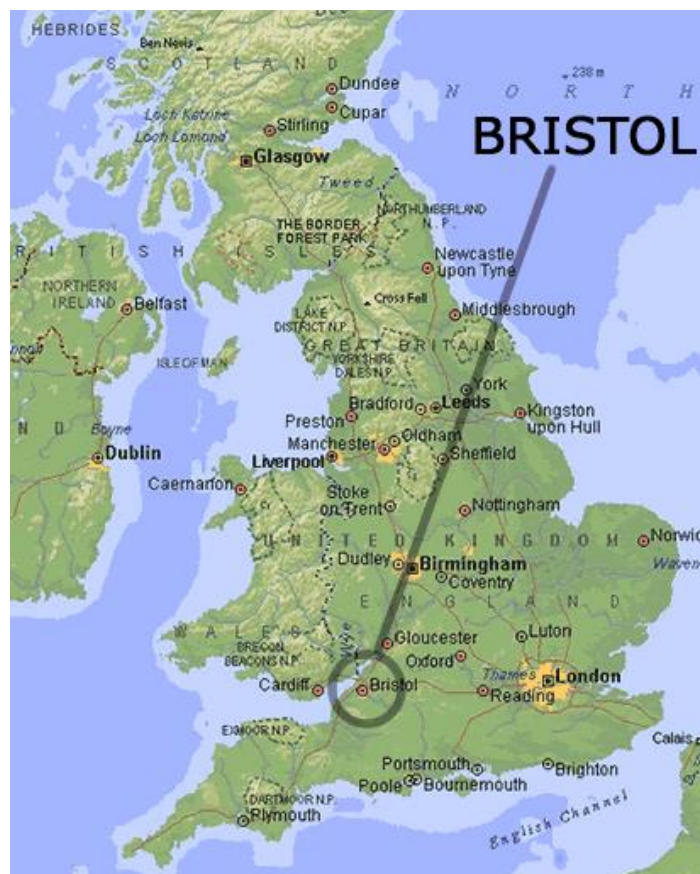 HEBRIDES
Ben Nevis
SCOTLAND
Dundee
238 m
NORTH
Cupar
Loch Katrine
Stirling
BRISTOL
Loch Lomond
Glasgow
Tweed
NORTHUMBERLAND
N. P.
THE BORDER
FOREST PARK
BRITISH ISLES
Newcastle
upon Tyne
NORTHERN
IRELAND
Belfast
Cross Fell
Middlesbrough
LAKE
DISTRICT N.P.
GREAT BRITAIN
ISLE OF MAN
YORKSHIRE
DALES N.P.
York
Bradford
Leeds
Preston
Kingston
upon Hull
ND
Boyne
Oldham
Manchester
Dublin
Liverpool
Sheffield
Caernarfon
Stoke
on Trent
Nottingham
UNITED KINGDOM
Norwic
Dudley
Birmingham
Waven
Coventry
ENGLAND
WALES
Wye
Gloucester
Luton
BRECON
BEACONS N.P.
Oxford
Thames
London
Cardiff
Bristol
Reading
EXMOOR N.P.
Calais
Portsmouth
Brighton
Poole
Bournemouth
DARTMOOR N.P.
Plymouth
English Channel